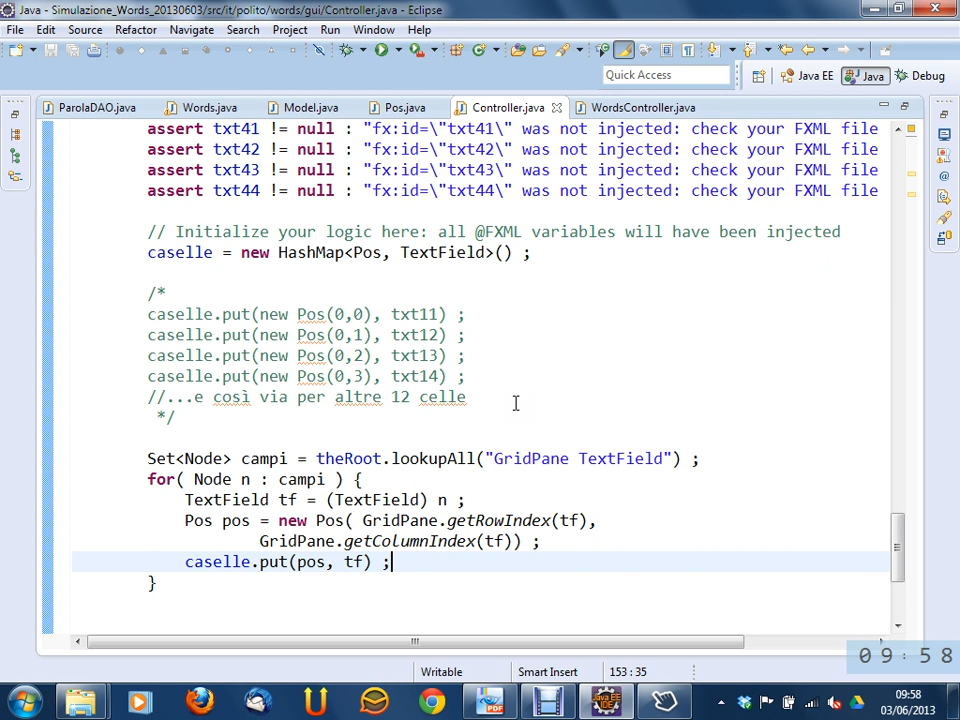 Java - Simulazione_Words_20130603/src/it/polito/words/gui/Controller.java - Eclipse
File Edit Source Refactor Navigate Search Project Run Window Help
Quick Access
Java EE Java Debug
ParolaDAO.java Words.java Model.java Pos.java Controller.java WordsController.java
assert txt41 != null : "fx:id=\"txt41\" was not injected: check your FXML file
assert txt42 != null : "fx:id=\"txt42\" was not injected: check your FXML file
assert txt43 != null : "fx:id=\"txt43\" was not injected: check your FXML file
assert txt44 != null : "fx:id=\"txt44\" was not injected: check your FXML file
// Initialize your logic here: all @FXML variables will have been injected
caselle = new HashMap<Pos, TextField>() ;
/*
caselle.put(new Pos(0,0), txt11) ;
caselle.put(new Pos(0,1), txt12) ;
caselle.put(new Pos(0,2), txt13) ;
caselle.put(new Pos(0,3), txt14) ;
//...e così via per altre 12 celle
*/
Set<Node> campi = theRoot.lookupAll("GridPane TextField") ;
for( Node n : campi ) {
TextField tf = (TextField) n ;
Pos pos = new Pos( GridPane.getRowIndex(tf),
GridPane.getColumnIndex(tf)) ;
caselle.put(pos, tf) ;
}
09:58
Writable Smart Insert 153 : 35
09:58
03/06/2013